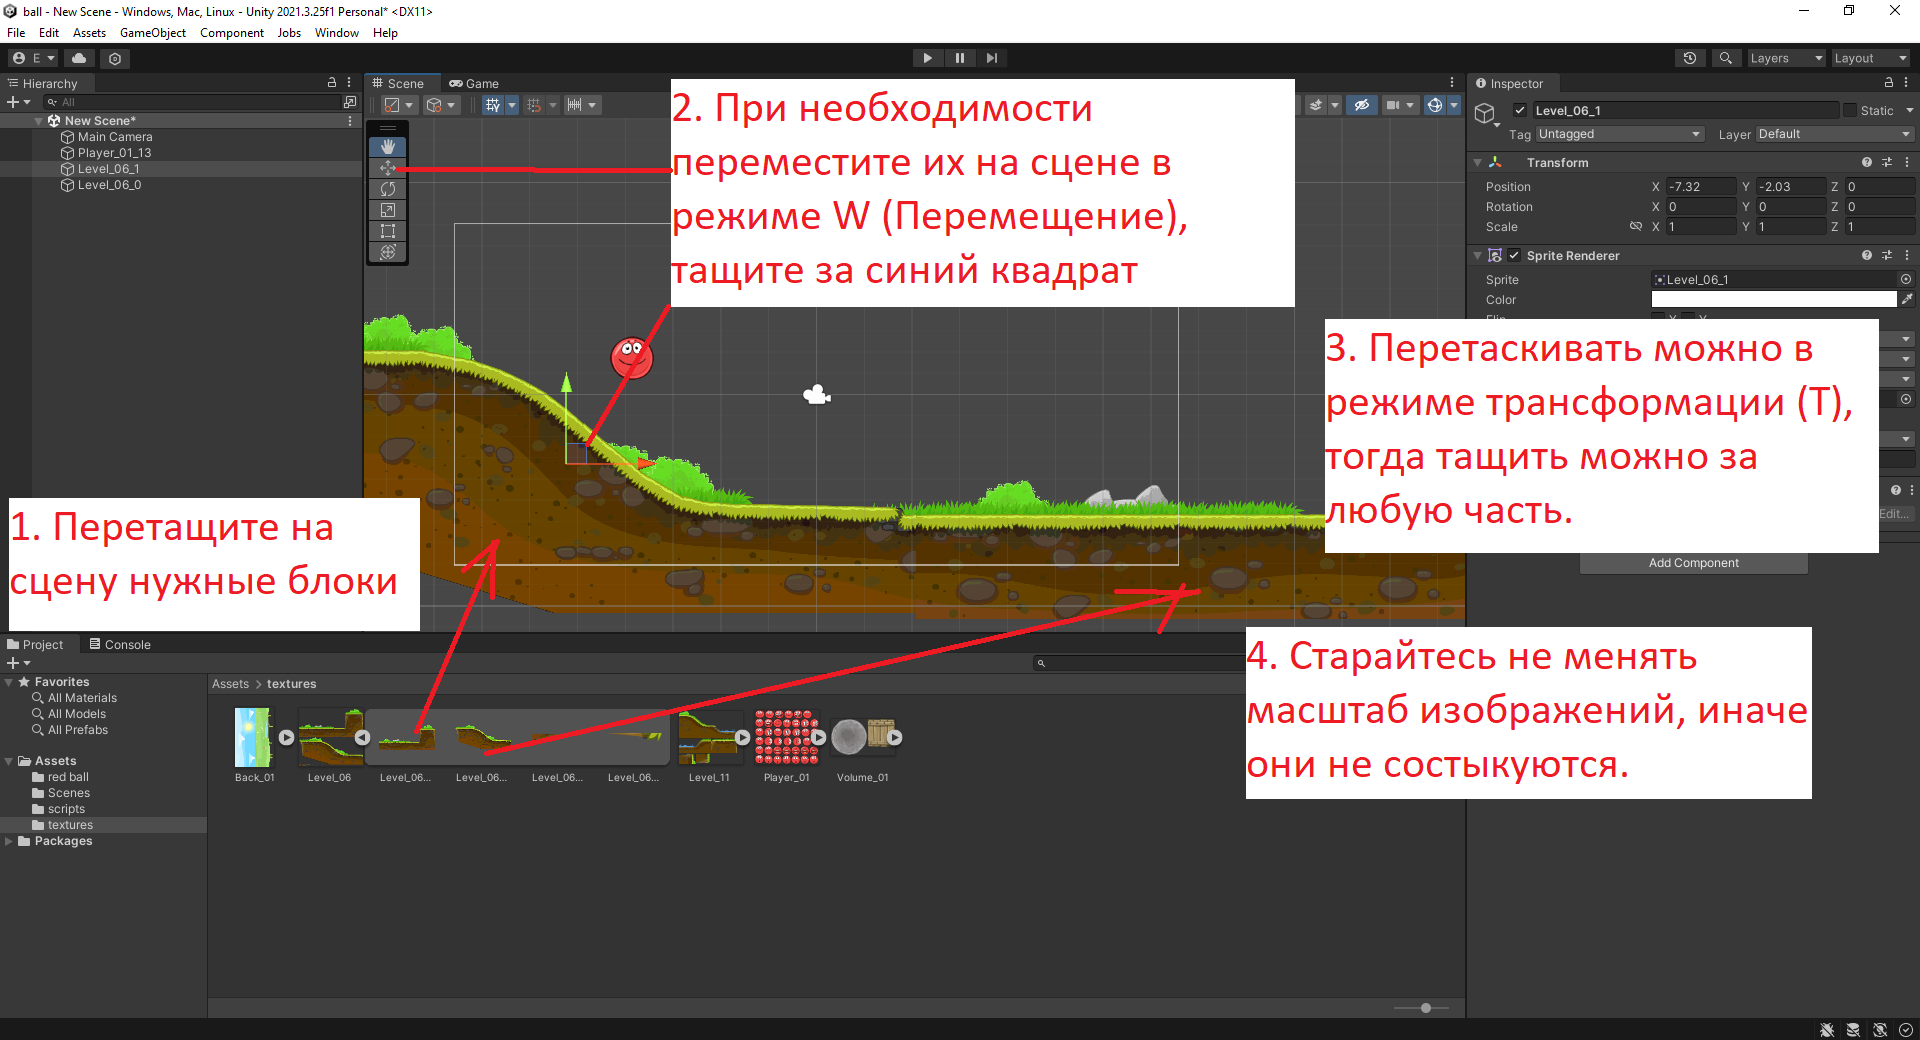 ball - New Scene - Windows, Mac, Linux - Unity 2021.3.25f1 Personal* <DX11>
File Edit Assets GameObject Component Jobs Window Help
E
Layers
Layout
Hierarchy
All
New Scene*
Main Camera
Player_01_13
Level_06_1
Level_06_0
Scene
Game
2. При необходимости
переместите их на сцене в
режиме W (Перемещение),
тащите за синий квадрат
Inspector
Level_06_1
Static
Tag Untagged Layer Default
Transform
Position X -7.32 Y -2.03 Z 0
Rotation X 0 Y 0 Z 0
Scale X 1 Y 1 Z 1
Sprite Renderer
Sprite Level_06_1
Color
3. Перетаскивать можно в
режиме трансформации (Т),
тогда тащить можно за
любую часть.
Edit...
Add Component
1. Перетащите на
сцену нужные блоки
4. Старайтесь не менять
масштаб изображений, иначе
они не состыкуются.
Project
Console
Favorites
All Materials
All Models
All Prefabs
Assets
red ball
Scenes
scripts
textures
Packages
Assets > textures
Back_01
Level_06
Level_06...
Level_06...
Level_06...
Level_06...
Level_11
Player_01
Volume_01